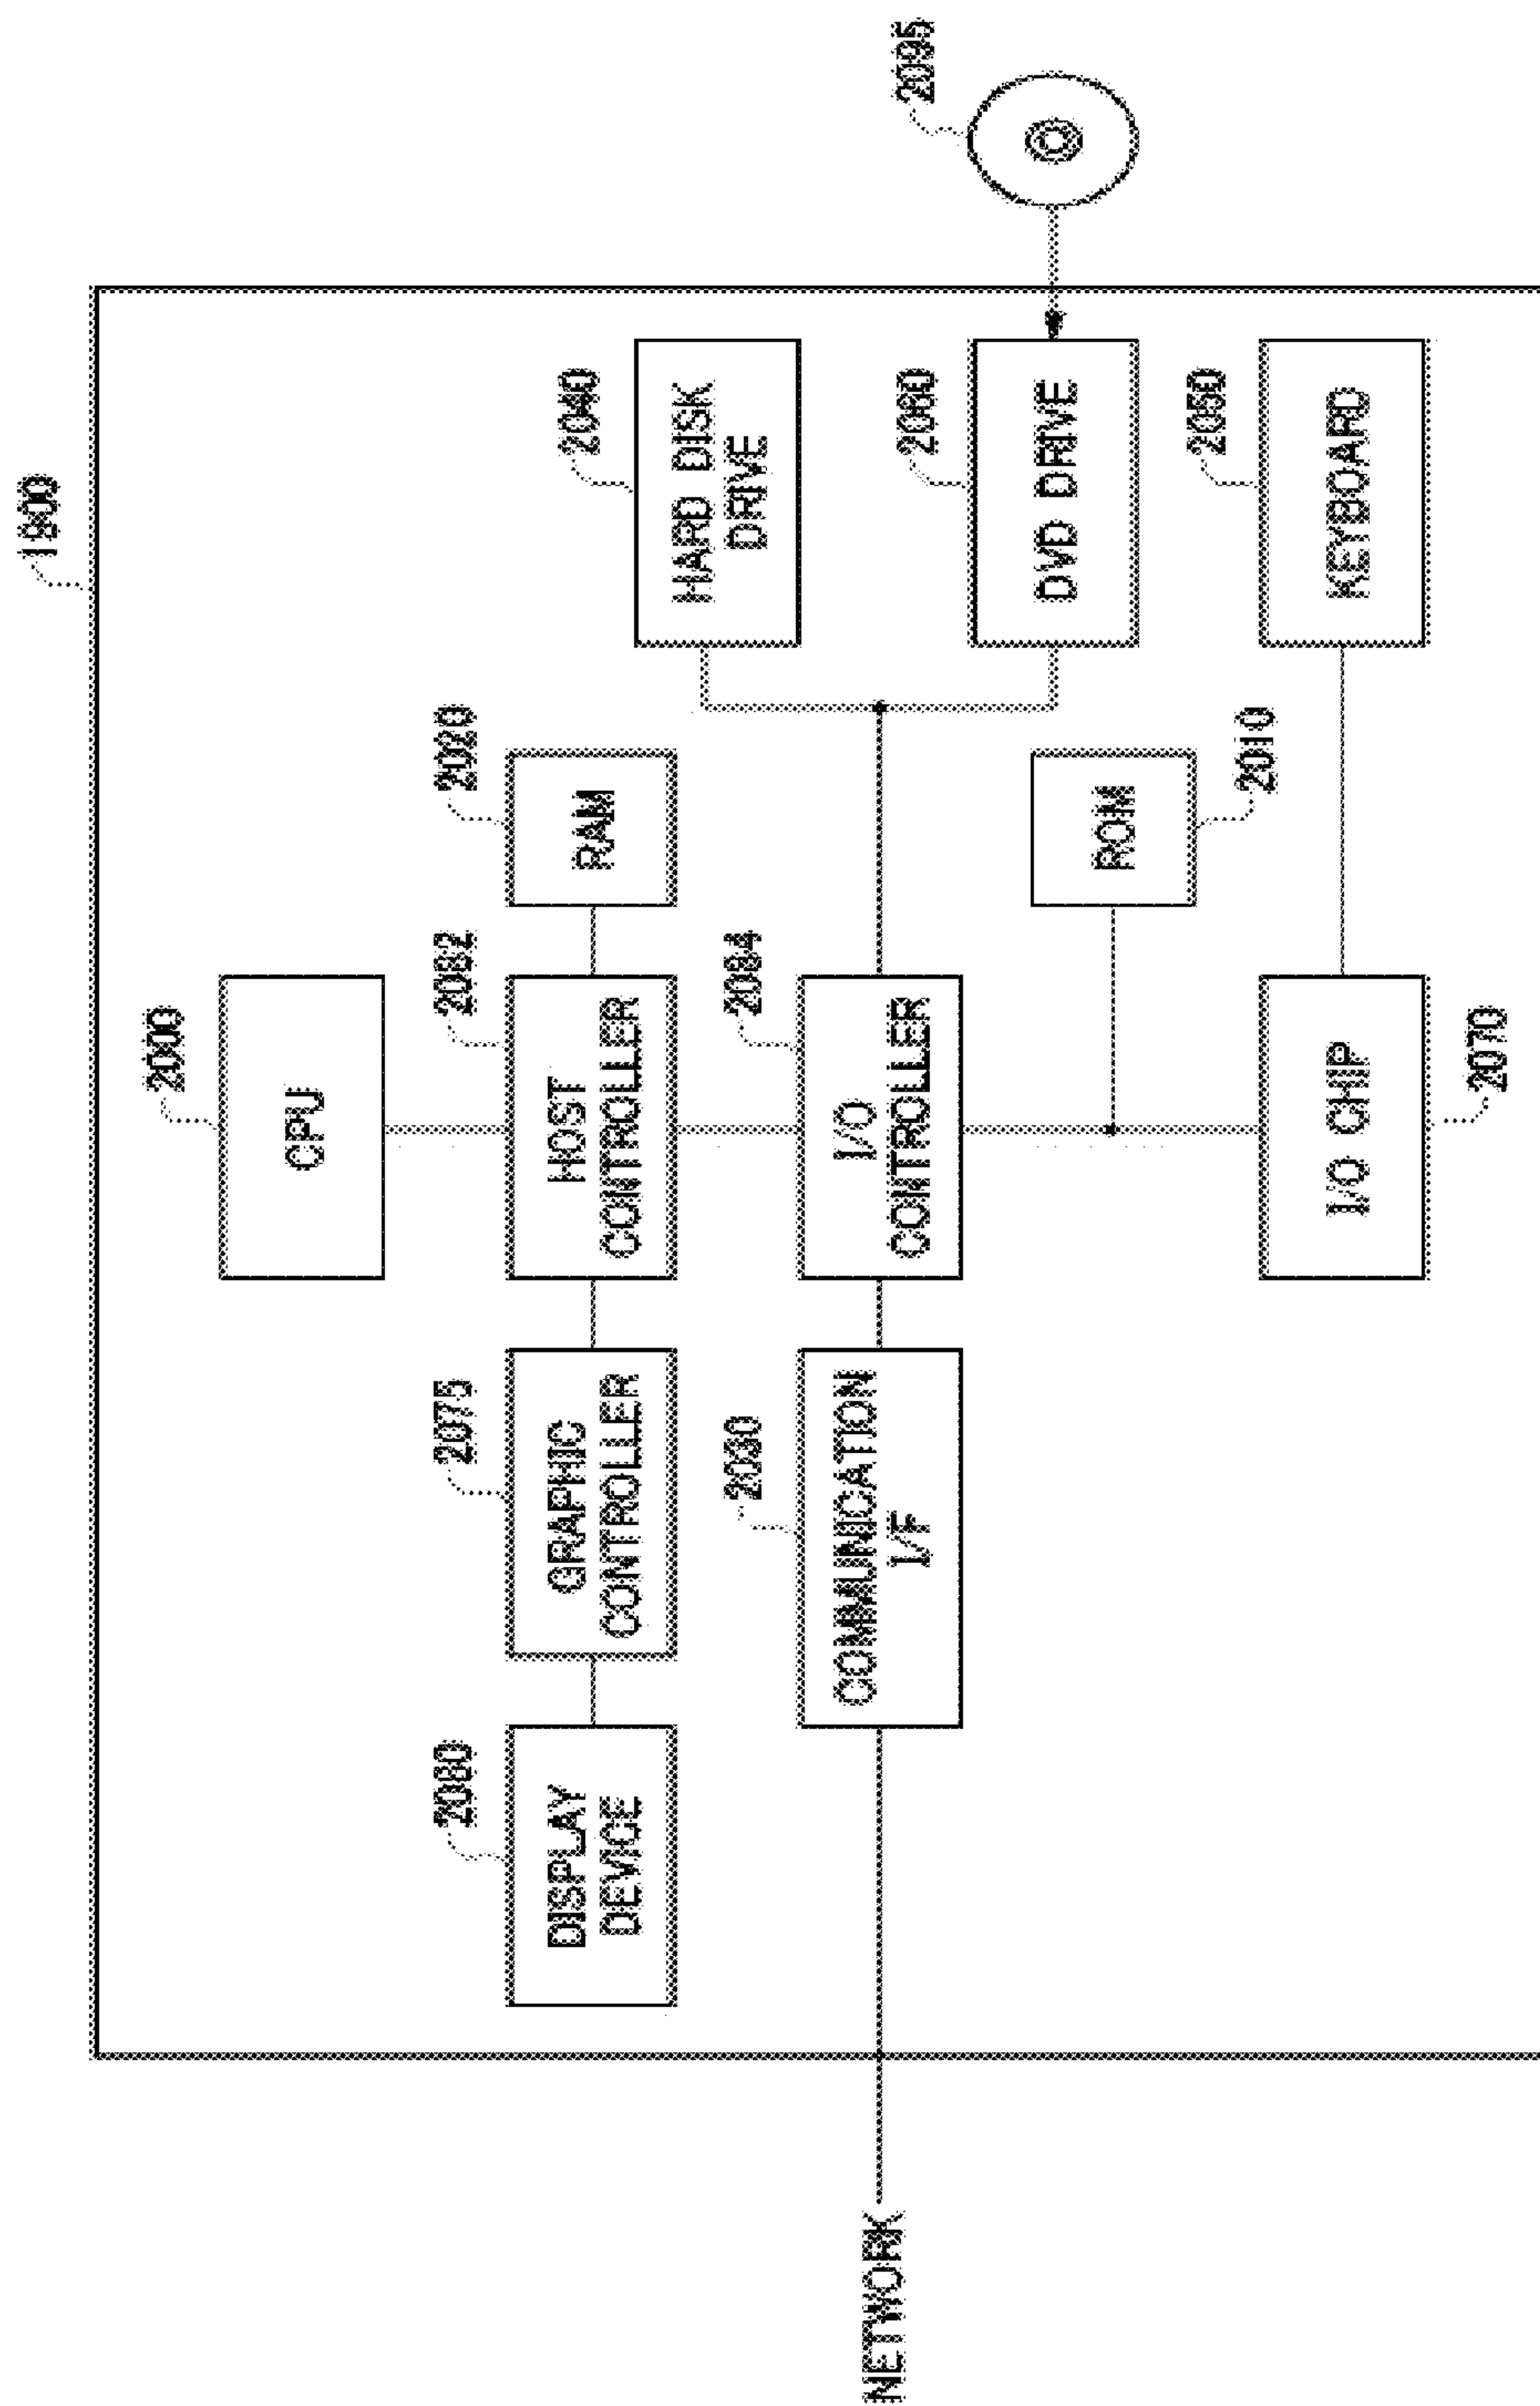 1900
2000
CPU
2080
DISPLAY
DEVICE
2075
GRAPHIC
CONTROLLER
2082
HOST
CONTROLLER
2020
RAM
2040
HARD DISK
DRIVE
NETWORK
2030
COMMUNICATION
I/F
2084
I/O
CONTROLLER
2060
DVD DRIVE
2095
ROM
2010
2050
KEYBOARD
I/O CHIP
2070